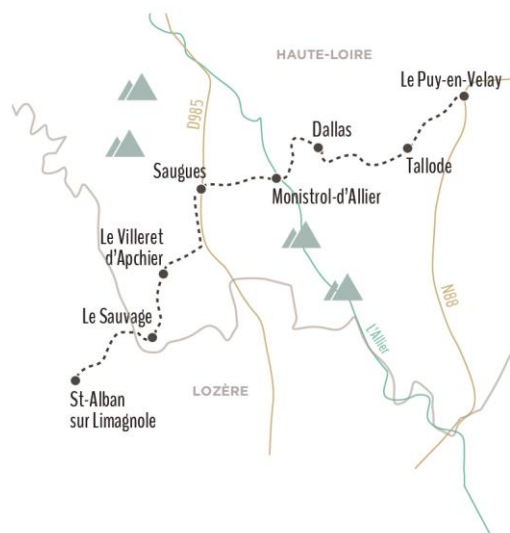 HAUTE-LOIRE
Le Puy-en-Velay
D985
Dallas
Tallode
Saugues
Monistrol-d'Allier
Le Villeret
d'Apchier
N88
Le Sauvage
L'Allier
St-Alban
sur Limagnole
LOZÈRE